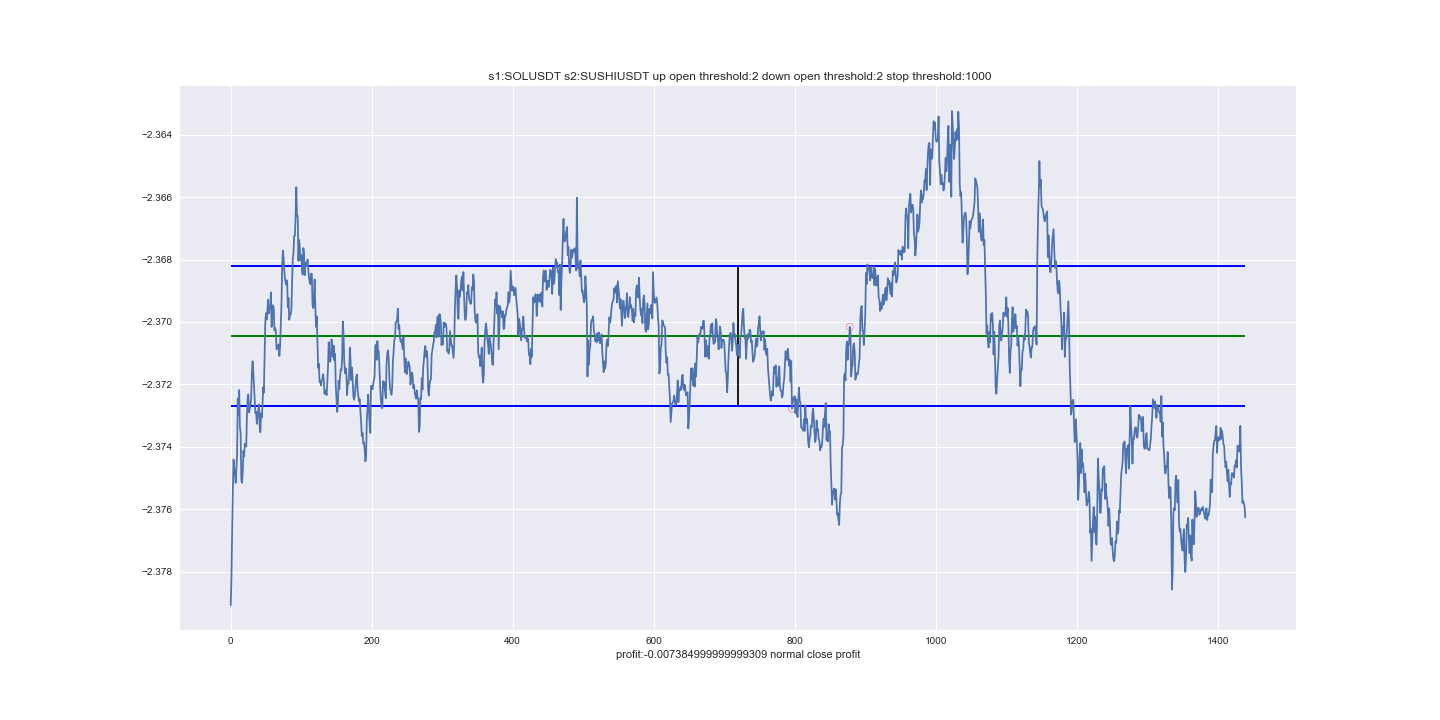 s1:SOLUSDT s2:SUSHIUSDT up open threshold:2 down open threshold:2 stop threshold:1000
−2.364
−2.366
−2.368
−2.370
−2.372
−2.374
−2.376
−2.378
0 200 400 600 800 1000 1200 1400
profit:-0.007384999999999309 normal close profit